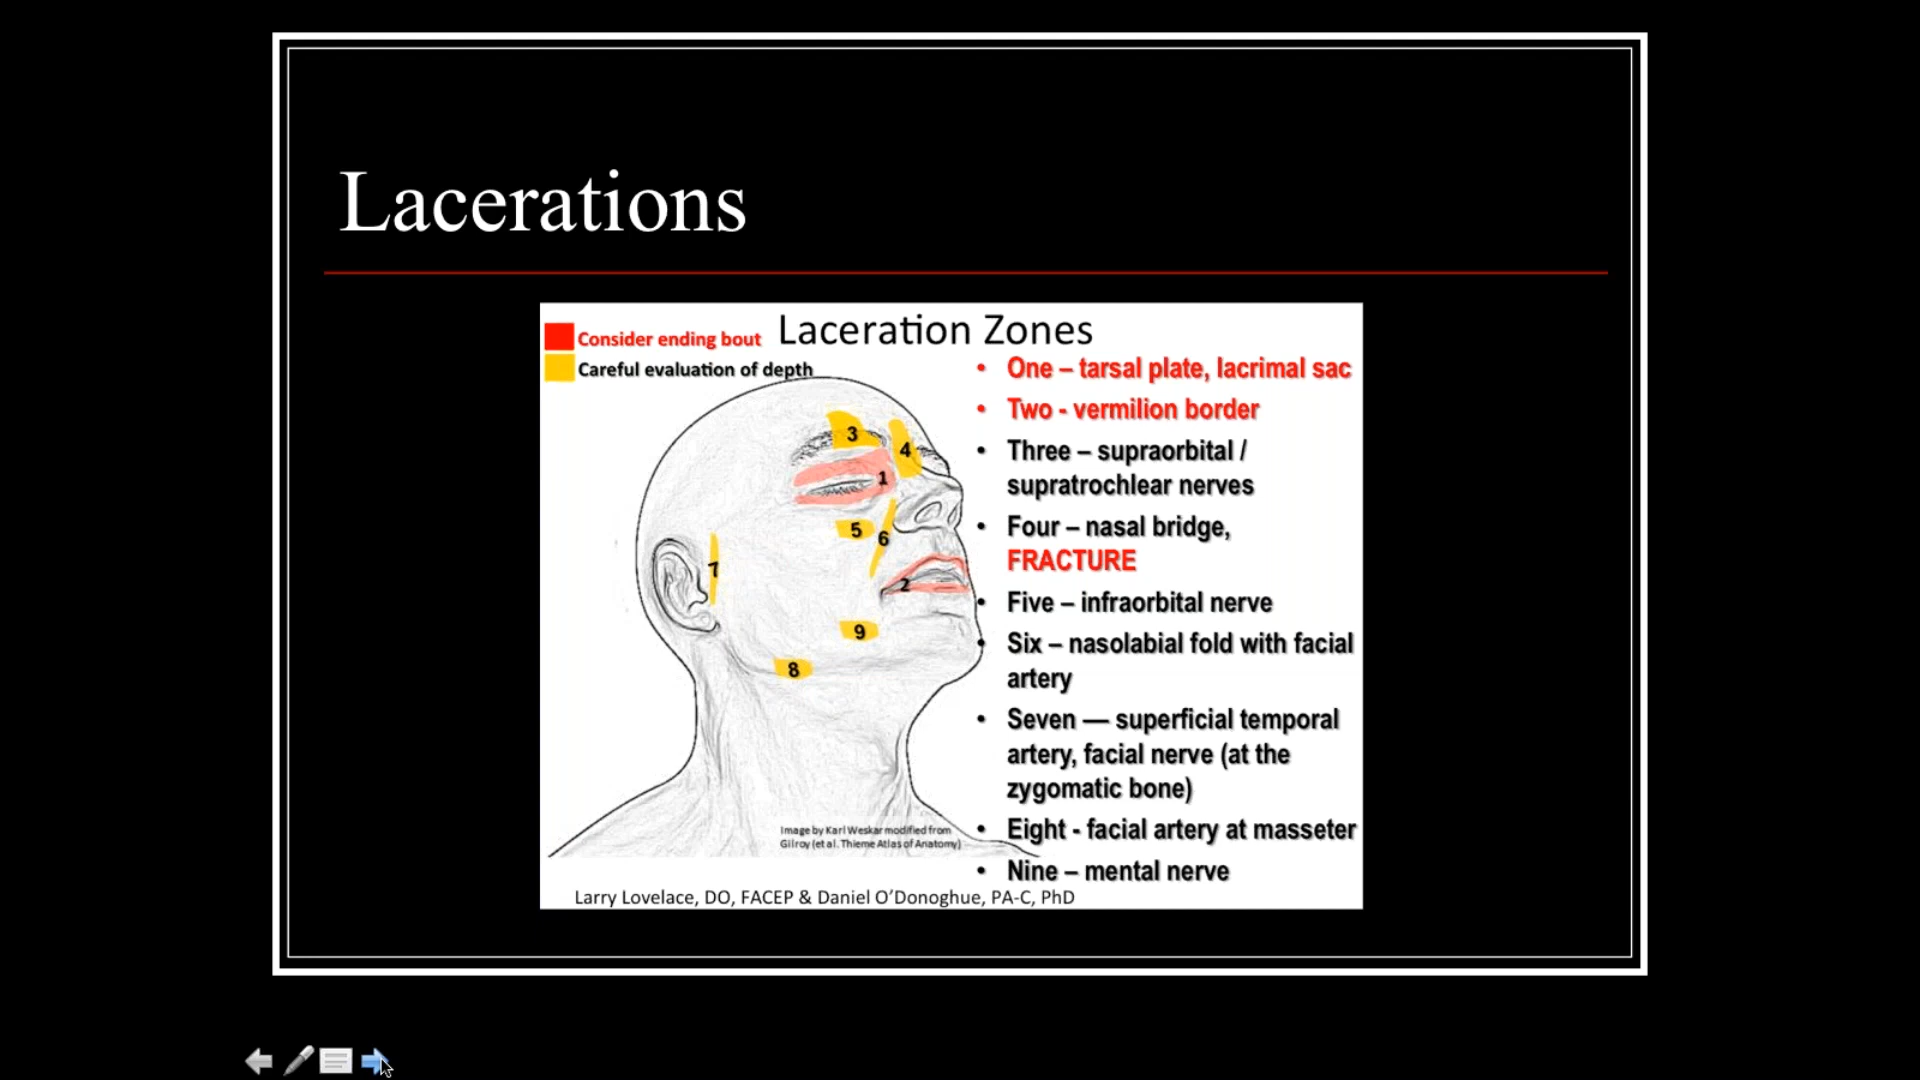 Lacerations
Laceration Zones
Consider ending bout
Careful evaluation of depth
3
4
1
5
6
7
2
9
8
• One – tarsal plate, lacrimal sac
• Two - vermilion border
• Three – supraorbital /
supratrochlear nerves
• Four – nasal bridge,
FRACTURE
• Five – infraorbital nerve
• Six – nasolabial fold with facial
artery
• Seven — superficial temporal
artery, facial nerve (at the
zygomatic bone)
• Eight - facial artery at masseter
• Nine – mental nerve
Image by Karl Weskar modified from
Gilroy (et al. Thieme Atlas of Anatomy)
Larry Lovelace, DO, FACEP & Daniel O’Donoghue, PA-C, PhD